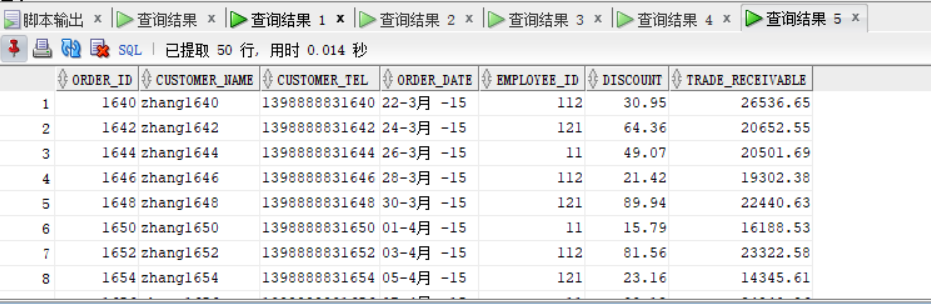 脚本输出 × 查询结果 × 查询结果 1 × 查询结果 2 × 查询结果 3 × 查询结果 4 × 查询结果 5 ×
SQL | 已提取 50 行, 用时 0.014 秒
ORDER_ID CUSTOMER_NAME CUSTOMER_TEL ORDER_DATE EMPLOYEE_ID DISCOUNT TRADE_RECEIVABLE
1 1640 zhang1640 1398888831640 22-3月 -15 112 30.95 26536.65
2 1642 zhang1642 1398888831642 24-3月 -15 121 64.36 20652.55
3 1644 zhang1644 1398888831644 26-3月 -15 11 49.07 20501.69
4 1646 zhang1646 1398888831646 28-3月 -15 112 21.42 19302.38
5 1648 zhang1648 1398888831648 30-3月 -15 121 89.94 22440.63
6 1650 zhang1650 1398888831650 01-4月 -15 11 15.79 16188.53
7 1652 zhang1652 1398888831652 03-4月 -15 112 81.56 23322.58
8 1654 zhang1654 1398888831654 05-4月 -15 121 23.16 14345.61